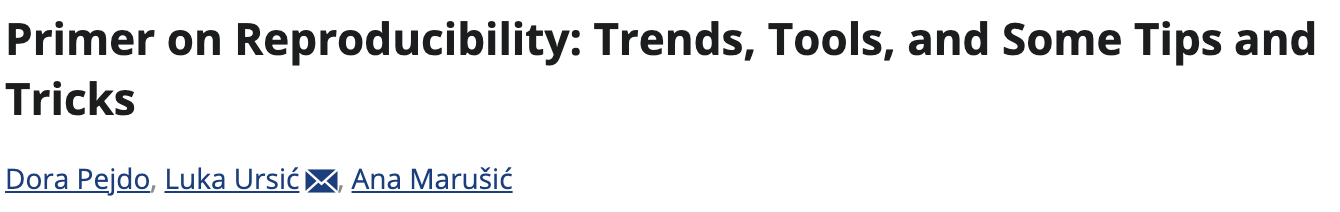 Primer on Reproducibility: Trends, Tools, and Some Tips and
Tricks
Dora Pejdo, Luka Ursić, Ana Marušić